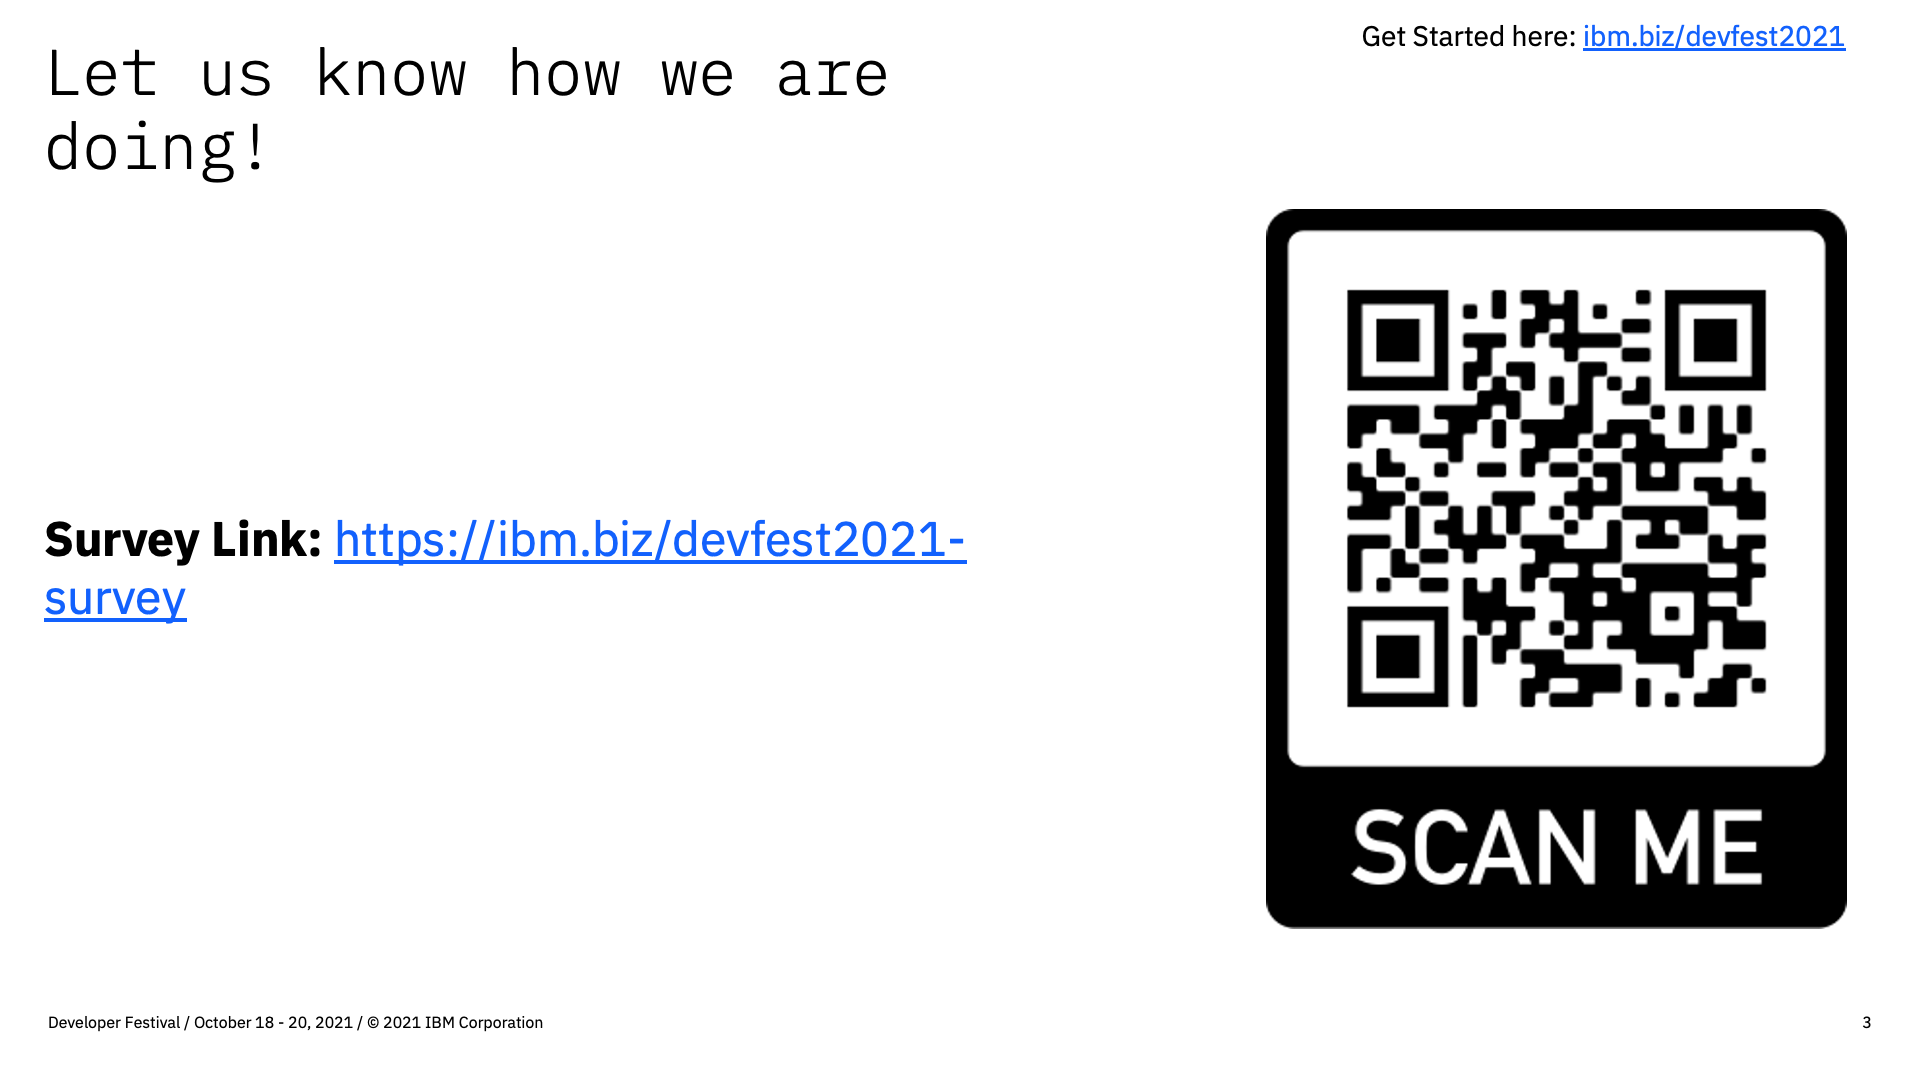 Get Started here: ibm.biz/devfest2021
Let us know how we are
doing!
Survey Link: https://ibm.biz/devfest2021-
survey
SCAN ME
Developer Festival / October 18 - 20, 2021 / © 2021 IBM Corporation
3